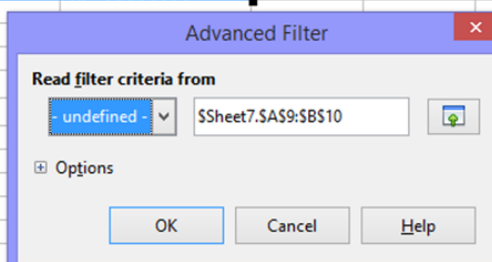 Advanced Filter
Read filter criteria from
- undefined - $Sheet7.$A$9:$B$10
Options
OK Cancel Help